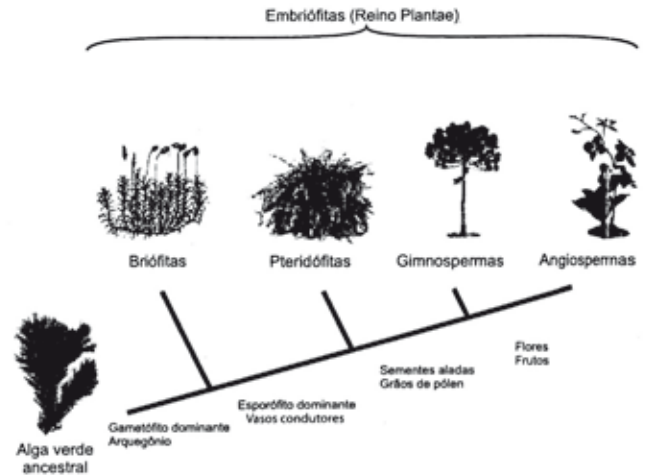 Embriófitas (Reino Plantae)
Briófitas
Pteridófitas
Gimnospermas
Angiospermas
Gametófito dominante
Arquegônio
Esporófito dominante
Vasos condutores
Sementes aladas
Grãos de pólen
Flores
Frutos
Alga verde
ancestral